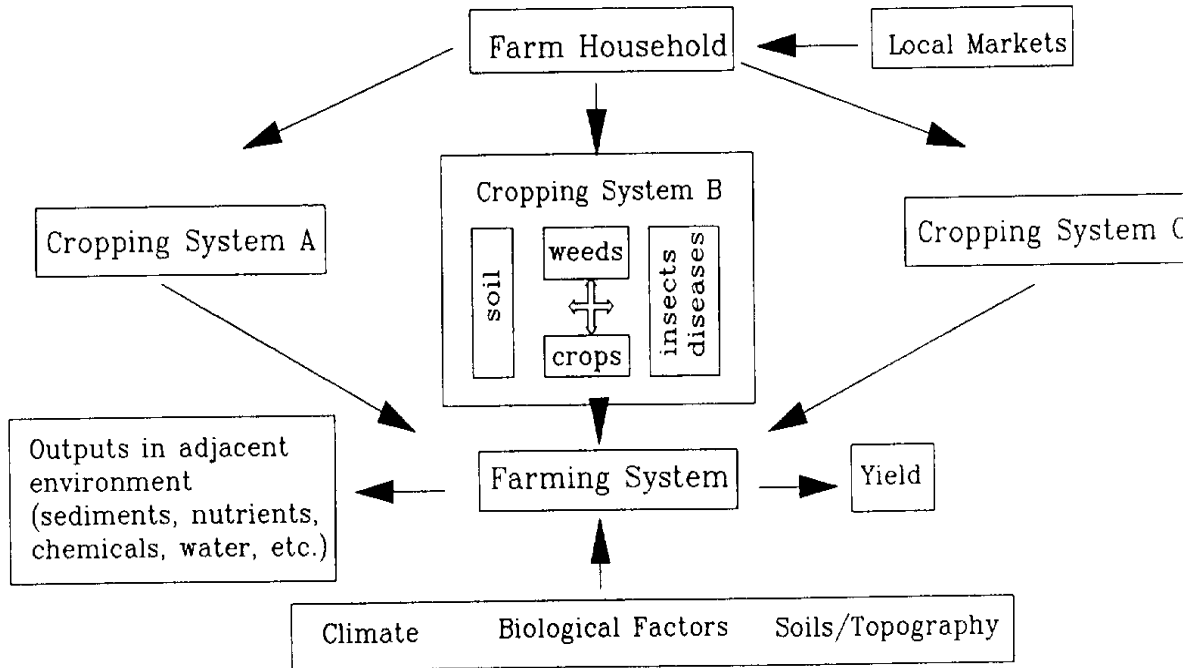 Farm Household
Local Markets
Cropping System B
Cropping System A
Cropping System C
soil
weeds
crops
insects
diseases
Outputs in adjacent
environment
(sediments, nutrients,
chemicals, water, etc.)
Farming System
Yield
Climate
Biological Factors
Soils/Topography